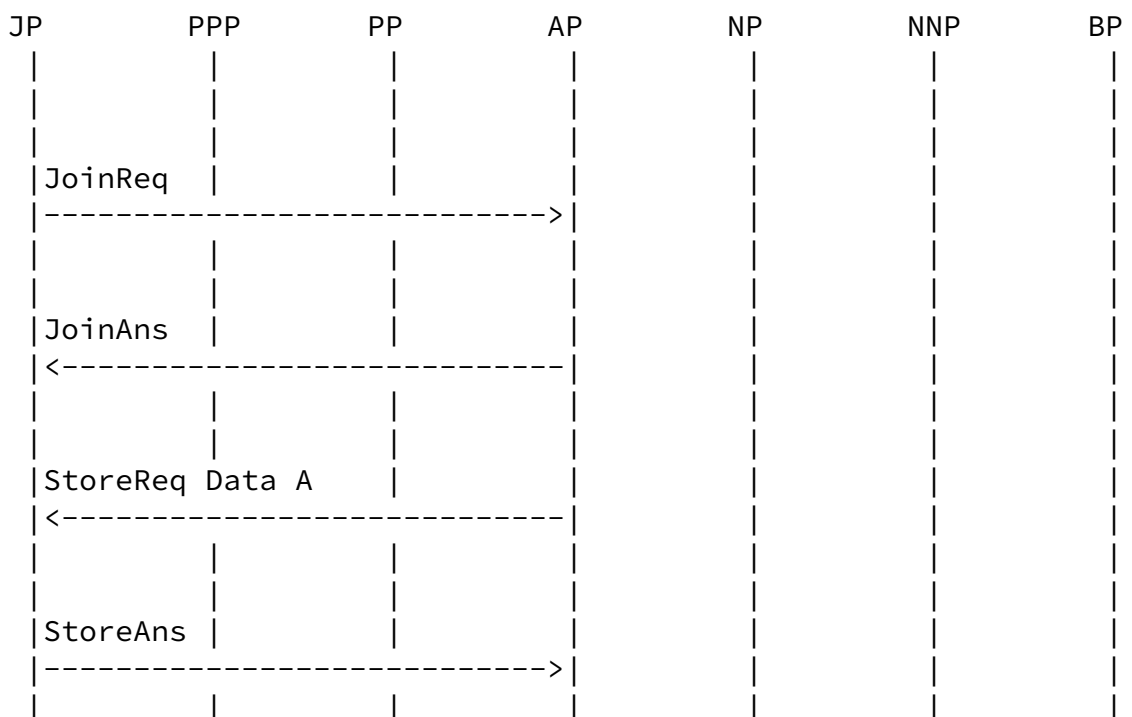 JP PPP PP AP NP NNP BP
JoinReq
JoinAns
StoreReq Data A
StoreAns